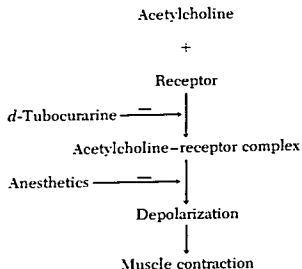 Acetylcholine
+
Receptor
d-Tubocurarine —
Acetylcholine–receptor complex
Anesthetics —
Depolarization
Muscle contraction